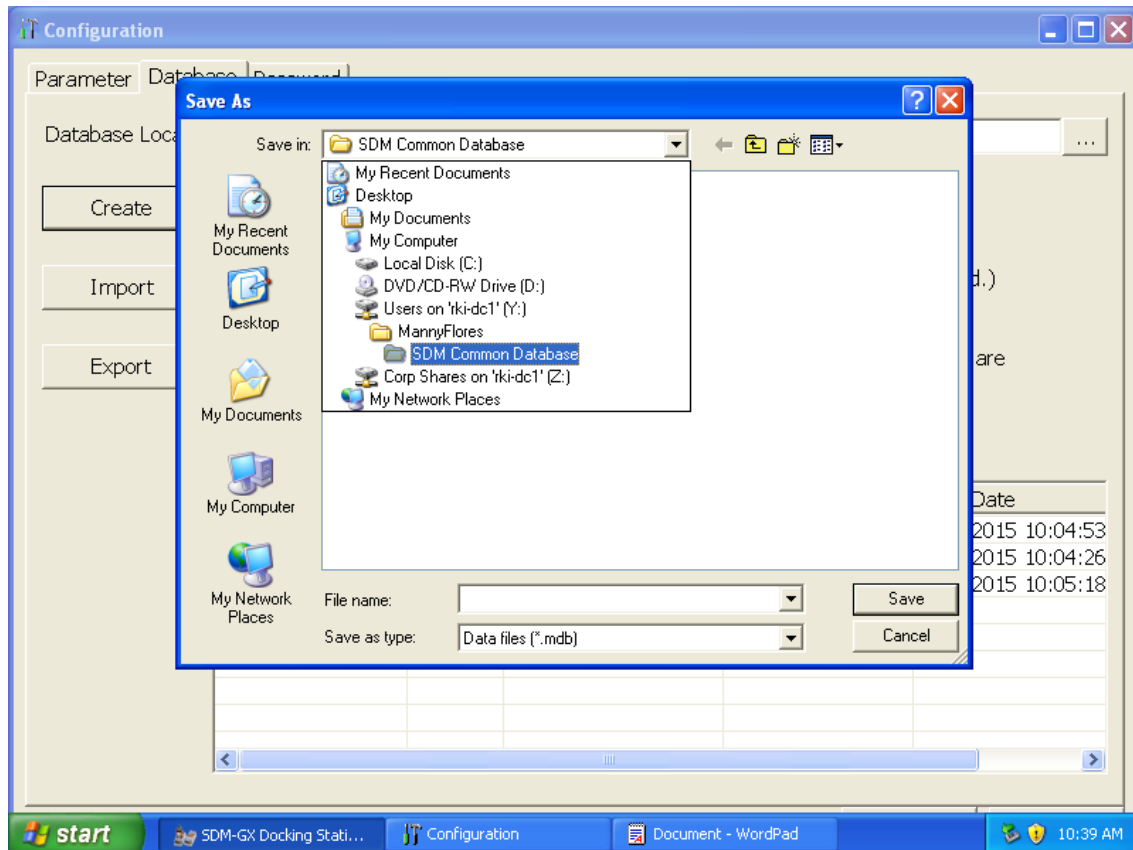 Configuration
Parameter Database Password
Database Loca
...
Create
Import
Export
d.)
are
Save As
Save in: SDM Common Database
My Recent Documents
Desktop
My Documents
My Computer
Local Disk (C:)
DVD/CD-RW Drive (D:)
Users on 'rki-dc1' (Y:)
MannyFlores
SDM Common Database
Corp Shares on 'rki-dc1' (Z:)
My Network Places
My Recent
Documents
Desktop
My Documents
My Computer
My Network
Places
File name:
Save
Save as type: Data files (*.mdb)
Cancel
Date
2015 10:04:53
2015 10:04:26
2015 10:05:18
start SDM-GX Docking Stati... Configuration Document - WordPad 10:39 AM